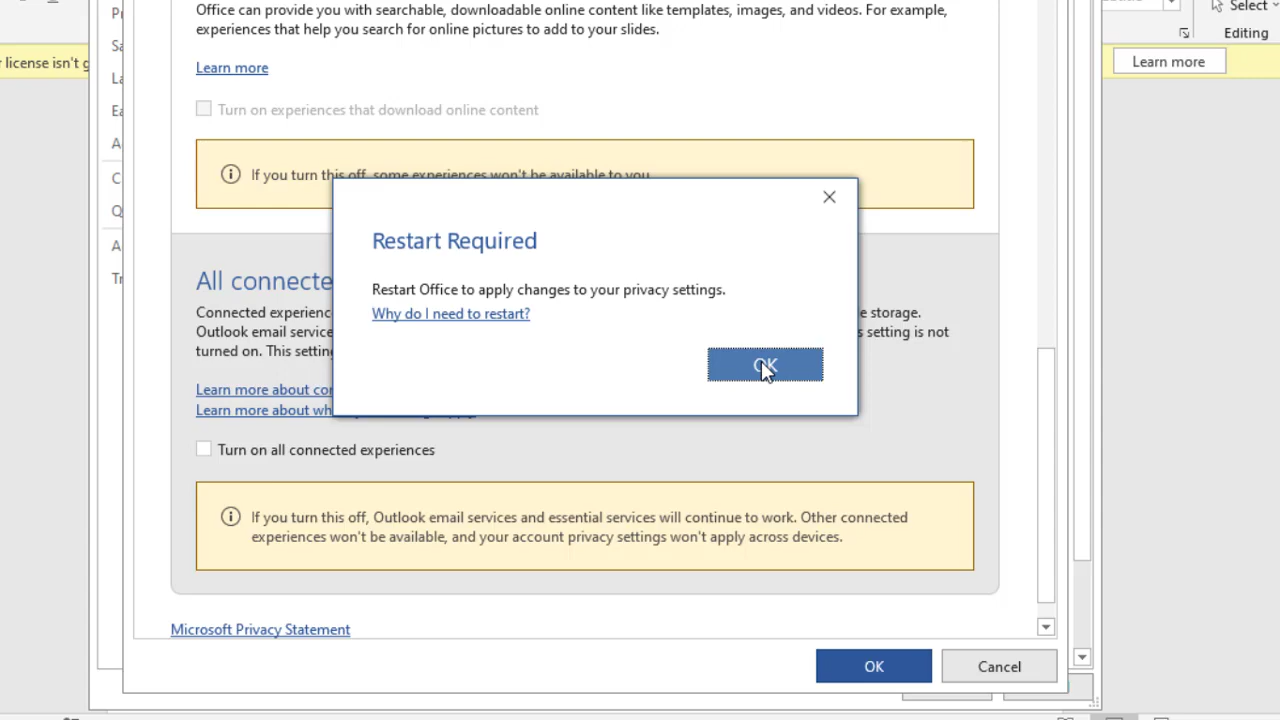 Office can provide you with searchable, downloadable online content like templates, images, and videos. For example,
Select
experiences that help you search for online pictures to add to your slides.
Editing
license isn't
Learn more
Learn more
Turn on experiences that download online content
If you turn this off, some experiences won't be available to you.
Restart Required
All connecte
Restart Office to apply changes to your privacy settings.
Why do I need to restart?
Connected experienc
e storage.
Outlook email service
s setting is not
turned on. This settin
OK
Learn more about co
Learn more about wh
Turn on all connected experiences
If you turn this off, Outlook email services and essential services will continue to work. Other connected
experiences won't be available, and your account privacy settings won't apply across devices.
Microsoft Privacy Statement
OK
Cancel